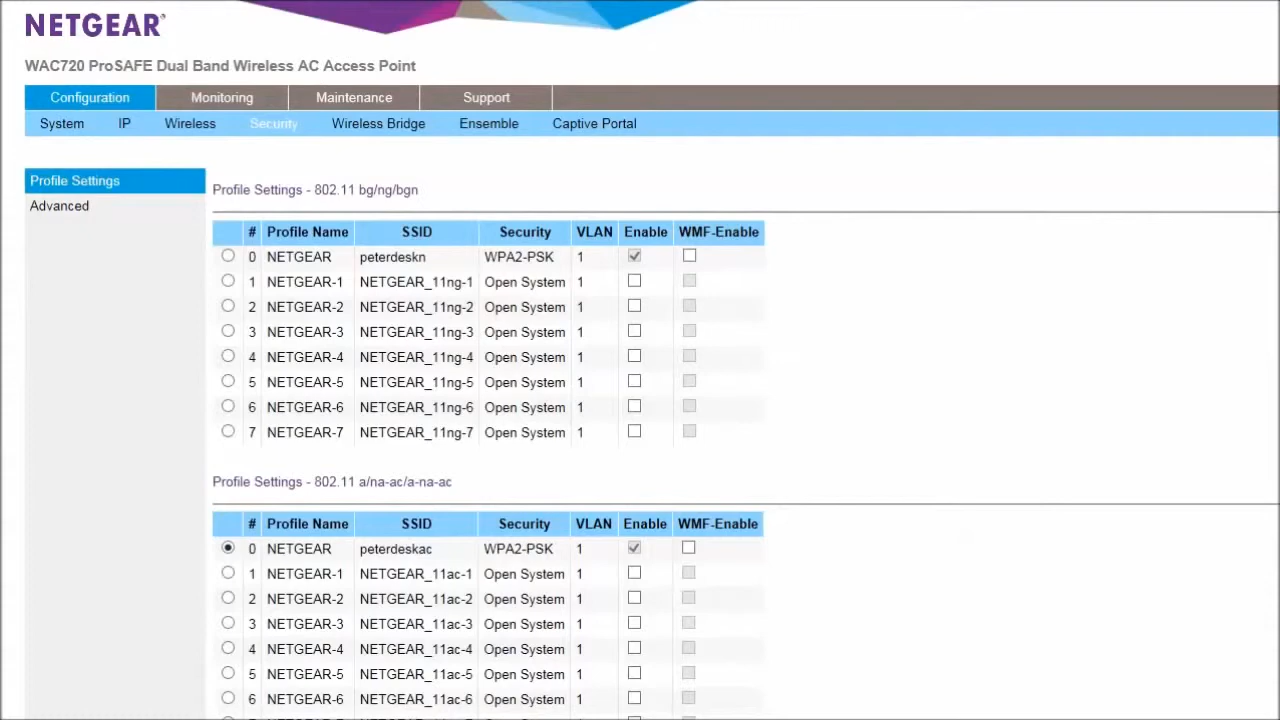 NETGEAR®
WAC720 ProSAFE Dual Band Wireless AC Access Point
Configuration Monitoring Maintenance Support
System IP Wireless Security Wireless Bridge Ensemble Captive Portal
Profile Settings
Advanced
Profile Settings - 802.11 bg/ng/bgn
# Profile Name SSID Security VLAN Enable WMF-Enable
0 NETGEAR peterdeskn WPA2-PSK 1
1 NETGEAR-1 NETGEAR_11ng-1 Open System 1
2 NETGEAR-2 NETGEAR_11ng-2 Open System 1
3 NETGEAR-3 NETGEAR_11ng-3 Open System 1
4 NETGEAR-4 NETGEAR_11ng-4 Open System 1
5 NETGEAR-5 NETGEAR_11ng-5 Open System 1
6 NETGEAR-6 NETGEAR_11ng-6 Open System 1
7 NETGEAR-7 NETGEAR_11ng-7 Open System 1
Profile Settings - 802.11 a/na-ac/a-na-ac
# Profile Name SSID Security VLAN Enable WMF-Enable
0 NETGEAR peterdeskac WPA2-PSK 1
1 NETGEAR-1 NETGEAR_11ac-1 Open System 1
2 NETGEAR-2 NETGEAR_11ac-2 Open System 1
3 NETGEAR-3 NETGEAR_11ac-3 Open System 1
4 NETGEAR-4 NETGEAR_11ac-4 Open System 1
5 NETGEAR-5 NETGEAR_11ac-5 Open System 1
6 NETGEAR-6 NETGEAR_11ac-6 Open System 1